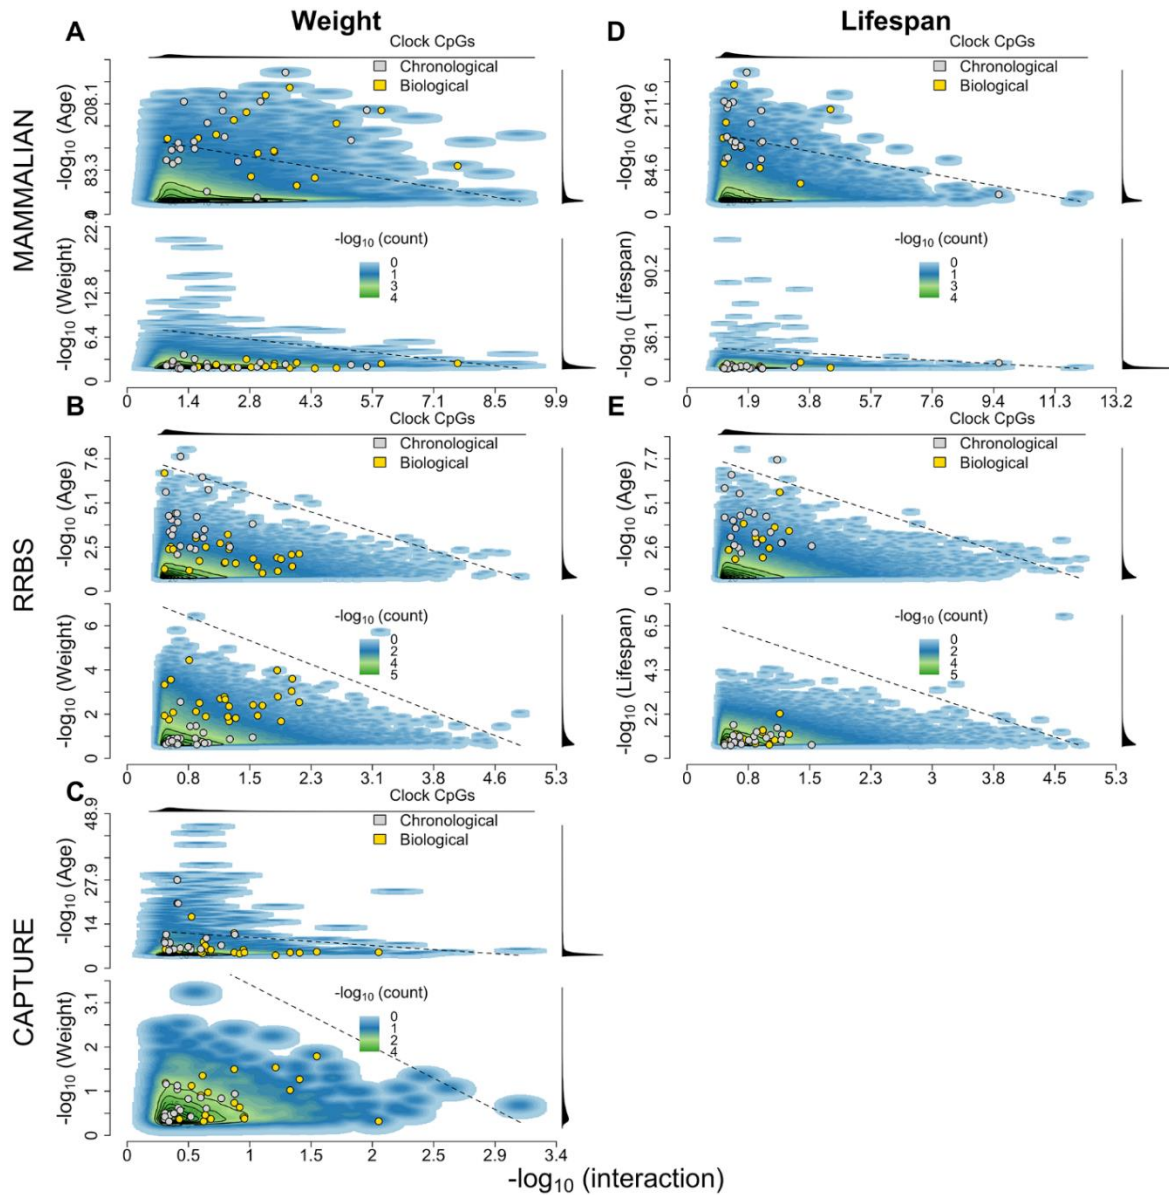 Weight
Lifespan
A
Clock CpGs
Chronological
Biological
MAMMALIAN
-log10 (Age)
208.1
83.3
0
-log10 (Weight)
22.4
12.8
6.4
0
-log10 (count)
0
1
3
4
0 1.4 2.8 4.3 5.7 7.1 8.5 9.9
D
Clock CpGs
Chronological
Biological
-log10 (Age)
211.6
84.6
0
-log10 (Lifespan)
90.2
36.1
0
-log10 (count)
0
1
3
4
0 1.9 3.8 5.7 7.6 9.4 11.3 13.2
B
Clock CpGs
Chronological
Biological
RRBS
-log10 (Age)
7.6
5.1
2.5
0
-log10 (Weight)
6
4
2
0
-log10 (count)
0
2
4
5
0 0.8 1.5 2.3 3.1 3.8 4.6 5.3
E
Clock CpGs
Chronological
Biological
-log10 (Age)
7.7
5.1
2.6
0
-log10 (Lifespan)
6.5
4.3
2.2
0
-log10 (count)
0
2
4
5
0 0.8 1.5 2.3 3 3.8 4.5 5.3
C
Clock CpGs
Chronological
Biological
CAPTURE
-log10 (Age)
48.9
27.9
14
0
-log10 (Weight)
3.1
2
1
0
-log10 (count)
0
1
2
4
0 0.5 1 1.5 2 2.4 2.9 3.4
-log10 (interaction)